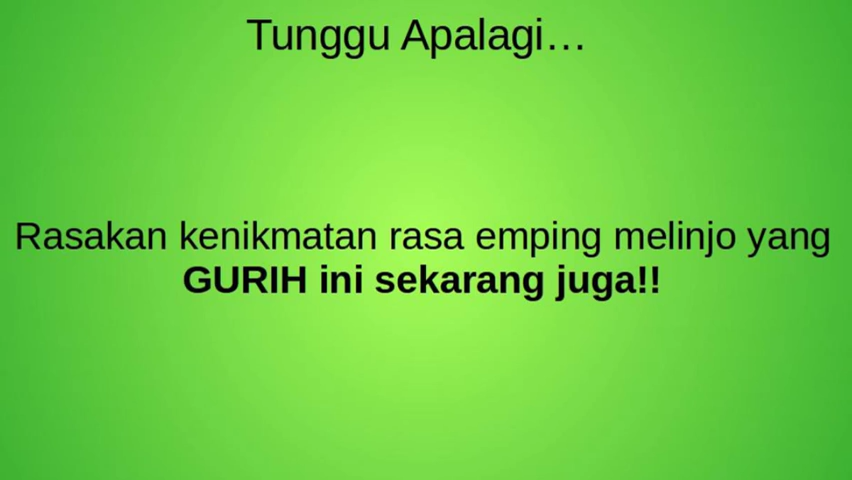 Tunggu Apalagi…
Rasakan kenikmatan rasa emping melinjo yang
GURIH ini sekarang juga!!